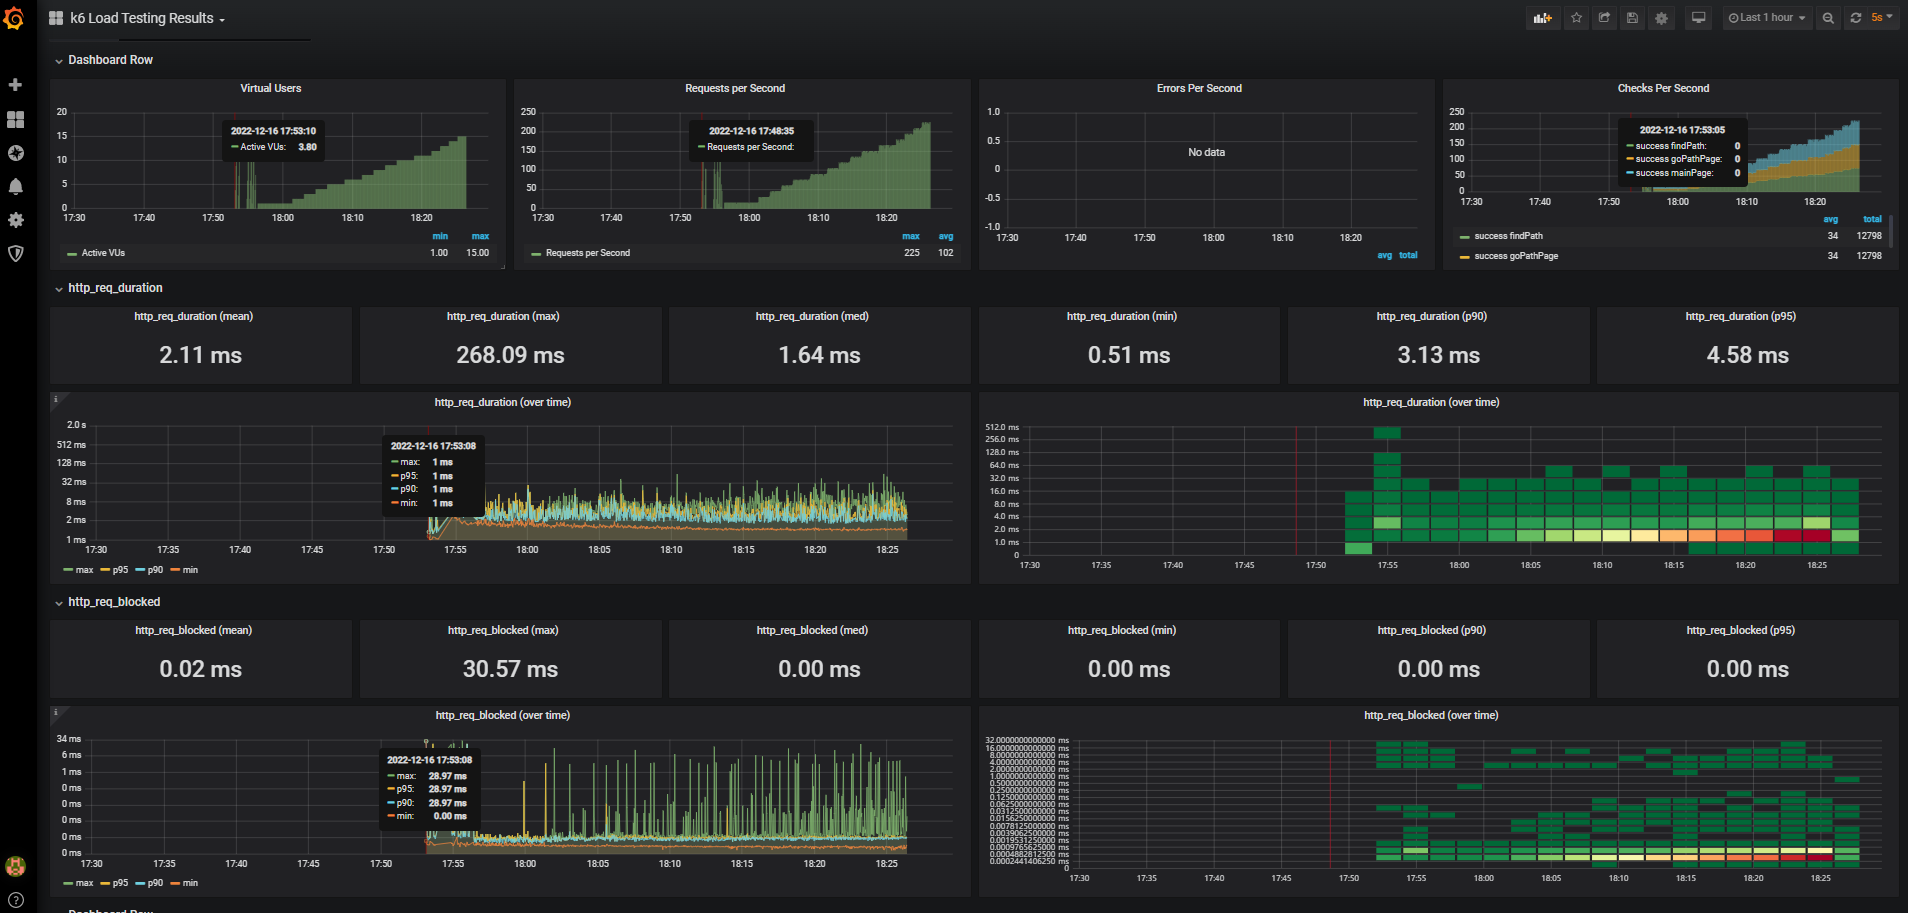 k6 Load Testing Results
Last 1 hour
5s
Dashboard Row
Virtual Users
20
15
10
5
0
17:30 17:40 17:50 18:00 18:10 18:20
2022-12-16 17:53:10
Active VUs: 3.80
min max
Active VUs 1.00 15.00
Requests per Second
250
200
150
100
50
0
17:30 17:40 17:50 18:00 18:10 18:20
2022-12-16 17:48:35
Requests per Second:
max avg
Requests per Second 225 102
Errors Per Second
1.0
0.5
0
-0.5
-1.0
No data
17:30 17:40 17:50 18:00 18:10 18:20
avg total
Checks Per Second
250
200
150
100
50
0
17:30 17:40 17:50 18:00 18:10 18:20
2022-12-16 17:53:05
success findPath: 0
success goPathPage: 0
success mainPage: 0
avg total
success findPath 34 12798
success goPathPage 34 12798
http_req_duration
http_req_duration (mean)
2.11 ms
http_req_duration (max)
268.09 ms
http_req_duration (med)
1.64 ms
http_req_duration (min)
0.51 ms
http_req_duration (p90)
3.13 ms
http_req_duration (p95)
4.58 ms
http_req_duration (over time)
2.0 s
512 ms
128 ms
32 ms
8 ms
2 ms
1 ms
17:30 17:35 17:40 17:45 17:50 17:55 18:00 18:05 18:10 18:15 18:20 18:25
2022-12-16 17:53:08
max: 1 ms
p95: 1 ms
p90: 1 ms
min: 1 ms
max p95 p90 min
http_req_duration (over time)
512.0 ms
256.0 ms
128.0 ms
64.0 ms
32.0 ms
16.0 ms
8.0 ms
4.0 ms
2.0 ms
1.0 ms
0
17:30 17:35 17:40 17:45 17:50 17:55 18:00 18:05 18:10 18:15 18:20 18:25
http_req_blocked
http_req_blocked (mean)
0.02 ms
http_req_blocked (max)
30.57 ms
http_req_blocked (med)
0.00 ms
http_req_blocked (min)
0.00 ms
http_req_blocked (p90)
0.00 ms
http_req_blocked (p95)
0.00 ms
http_req_blocked (over time)
34 ms
6 ms
1 ms
0 ms
0 ms
0 ms
0 ms
0 ms
17:30 17:35 17:40 17:45 17:50 17:55 18:00 18:05 18:10 18:15 18:20 18:25
2022-12-16 17:53:08
max: 28.97 ms
p95: 28.97 ms
p90: 28.97 ms
min: 0.00 ms
max p95 p90 min
http_req_blocked (over time)
32.0000000000000 ms
16.0000000000000 ms
8.0000000000000 ms
4.0000000000000 ms
2.0000000000000 ms
1.0000000000000 ms
0.5000000000000 ms
0.2500000000000 ms
0.1250000000000 ms
0.0625000000000 ms
0.0312500000000 ms
0.0156250000000 ms
0.0078125000000 ms
0.0039062500000 ms
0.0019531250000 ms
0.0009765625000 ms
0.0004882812500 ms
0.0002441406250 ms
0
17:30 17:35 17:40 17:45 17:50 17:55 18:00 18:05 18:10 18:15 18:20 18:25
Dashboard Row